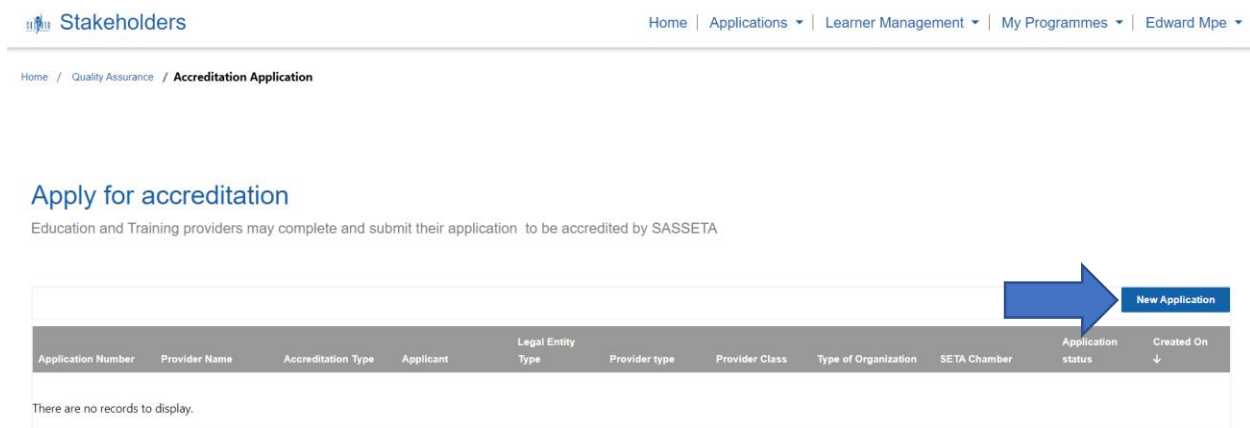 Stakeholders
Home | Applications | Learner Management | My Programmes | Edward Mpe
Home / Quality Assurance / Accreditation Application
Apply for accreditation
Education and Training providers may complete and submit their application to be accredited by SASSETA
New Application
Application Number Provider Name Accreditation Type Applicant Legal Entity Type Provider type Provider Class Type of Organization SETA Chamber Application status Created On ↓
There are no records to display.